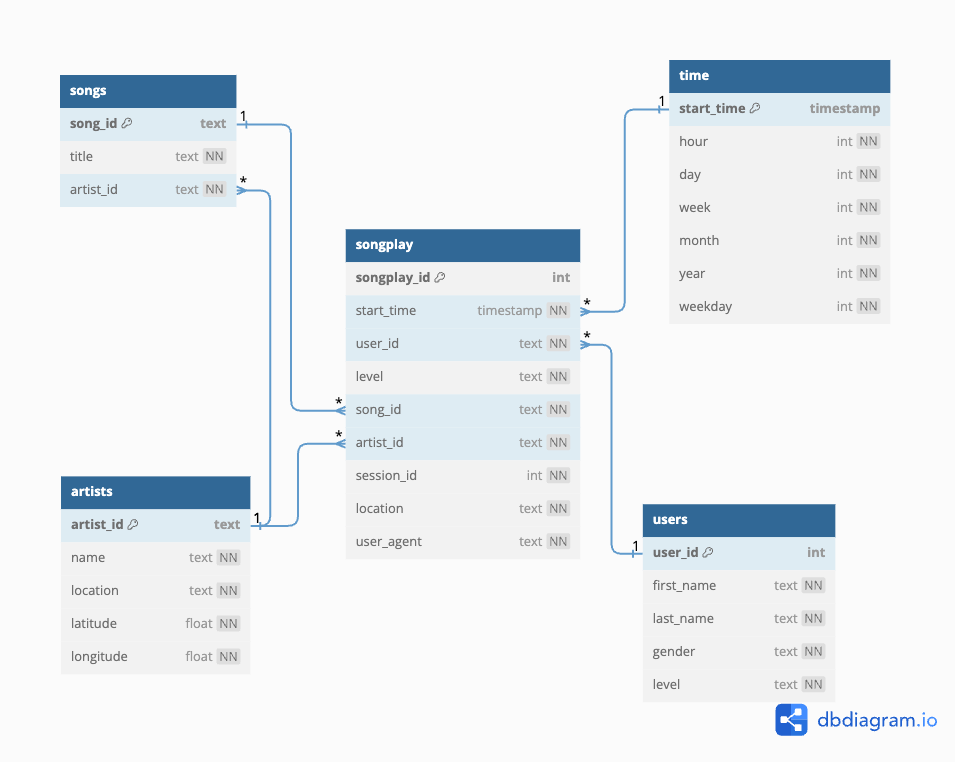 songs
song_id text
title text NN
artist_id text NN
1
*
time
start_time timestamp
hour int NN
day int NN
week int NN
month int NN
year int NN
weekday int NN
1
songplay
songplay_id int
start_time timestamp NN
user_id text NN
level text NN
song_id text NN
artist_id text NN
session_id int NN
location text NN
user_agent text NN
*
*
*
*
artists
artist_id text
name text NN
location text NN
latitude float NN
longitude float NN
1
users
user_id int
first_name text NN
last_name text NN
gender text NN
level text NN
1
dbdiagram.io